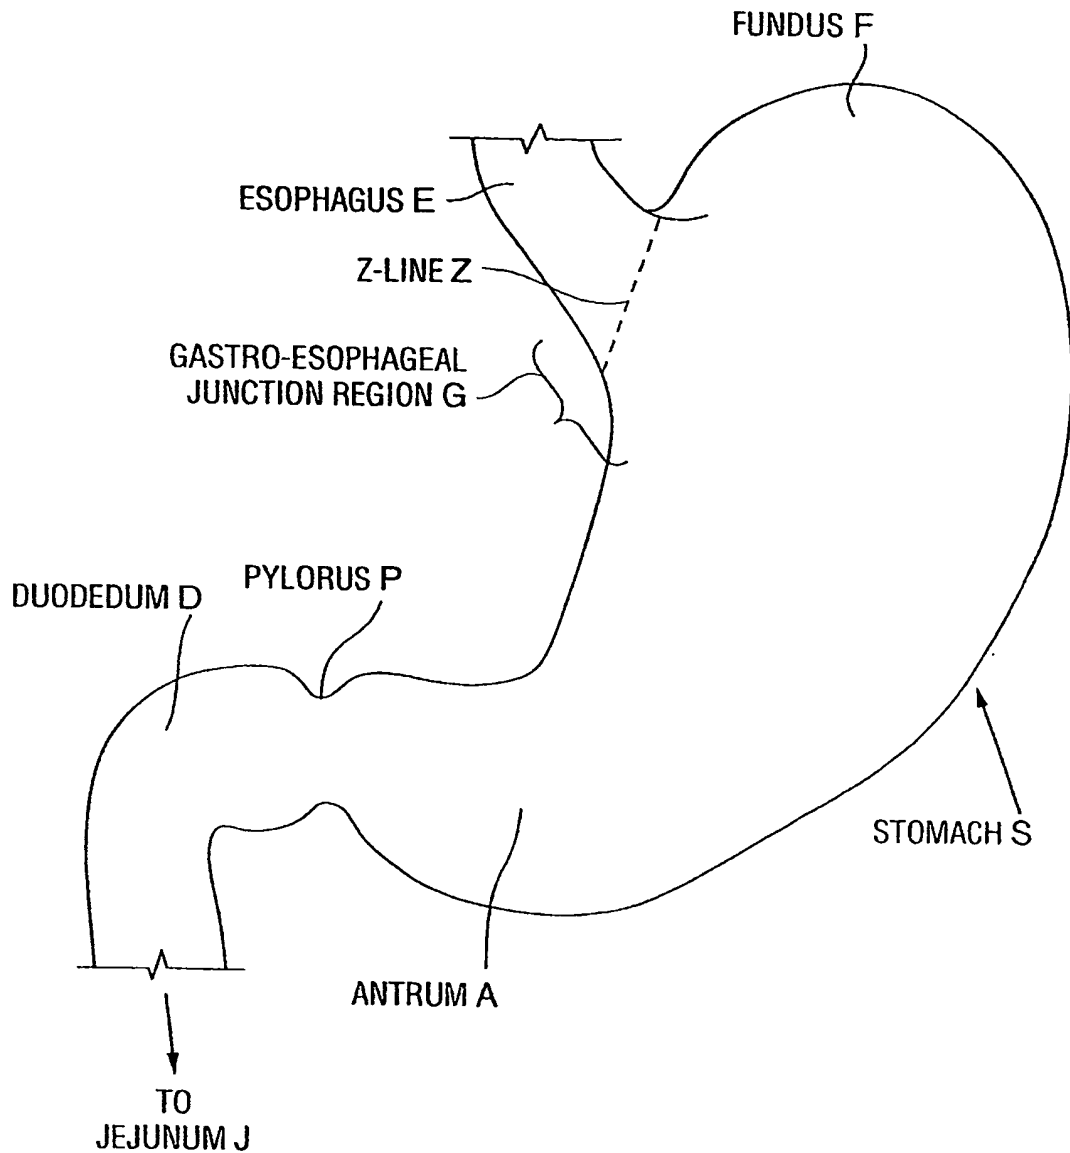 FUNDUS F
ESOPHAGUS E
Z-LINE Z
GASTRO-ESOPHAGEAL
JUNCTION REGION G
PYLORUS P
DUODEDUM D
STOMACH S
ANTRUM A
TO
JEJUNUM J